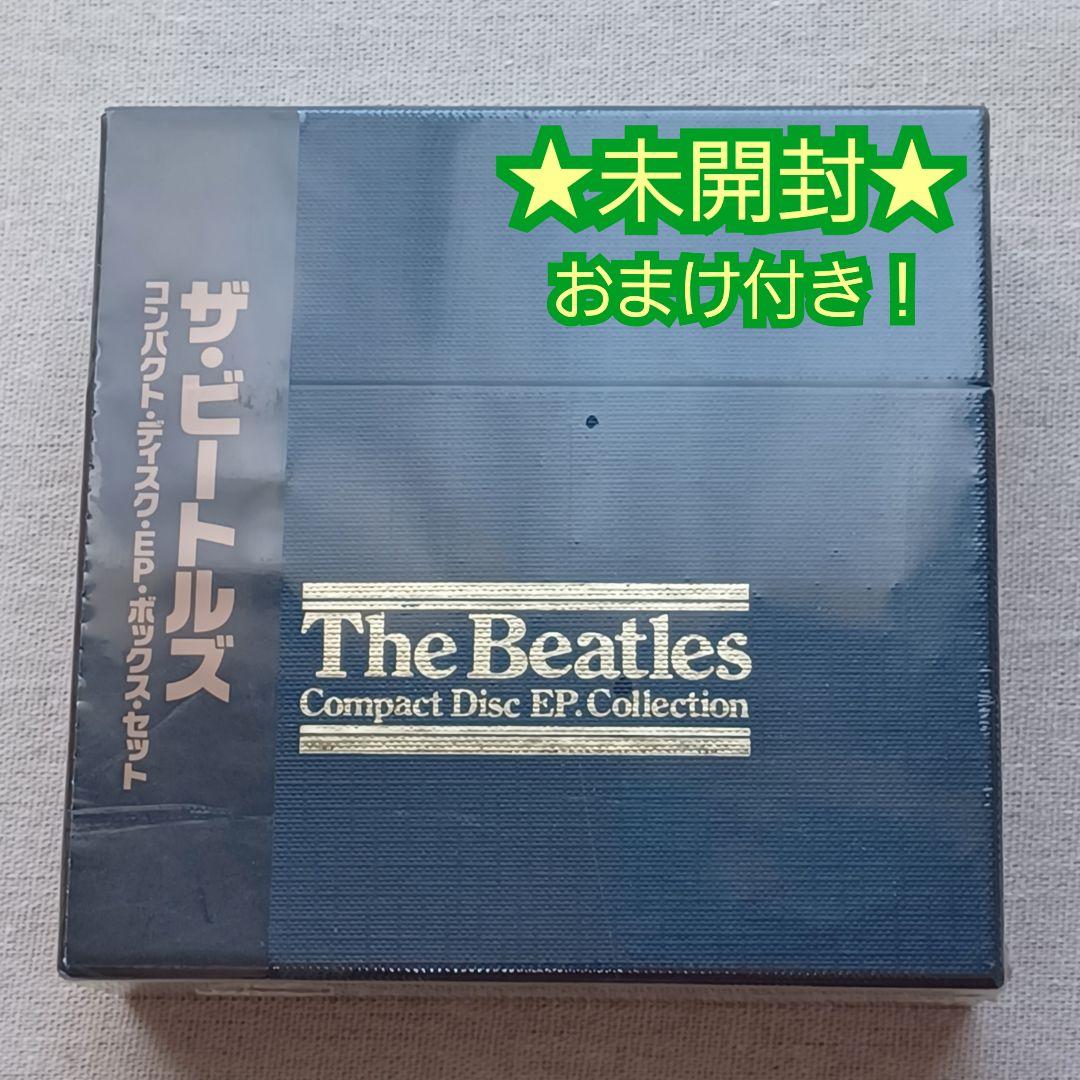 ★未開封★
おまけ付き！
ザ・ビートルズ
コンパクト・ディスク・EP・ボックス・セット
The Beatles
Compact Disc EP. Collection